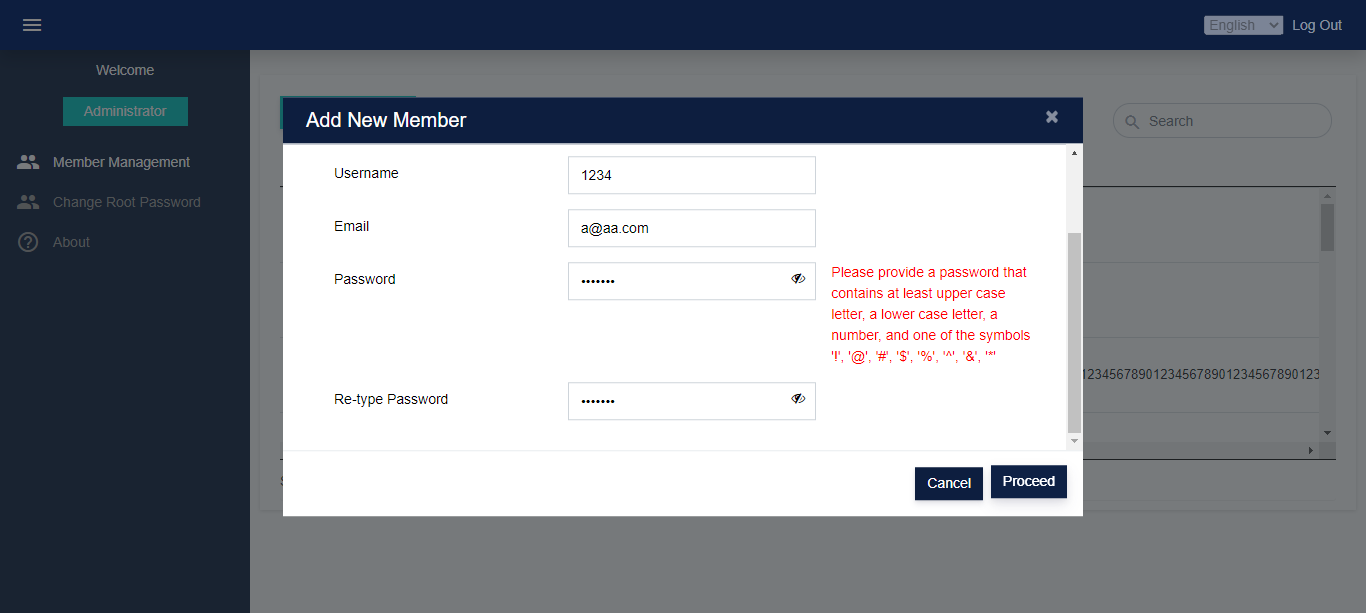 English
Log Out
Welcome
Administrator
Add New Member
Search
Member Management
Username
1234
Change Root Password
Email
a@aa.com
About
Password
•••••••
Please provide a password that
contains at least upper case
letter, a lower case letter, a
number, and one of the symbols
'!', '@', '#', '$', '%', '^', '&', '*'
Re-type Password
•••••••
Cancel
Proceed